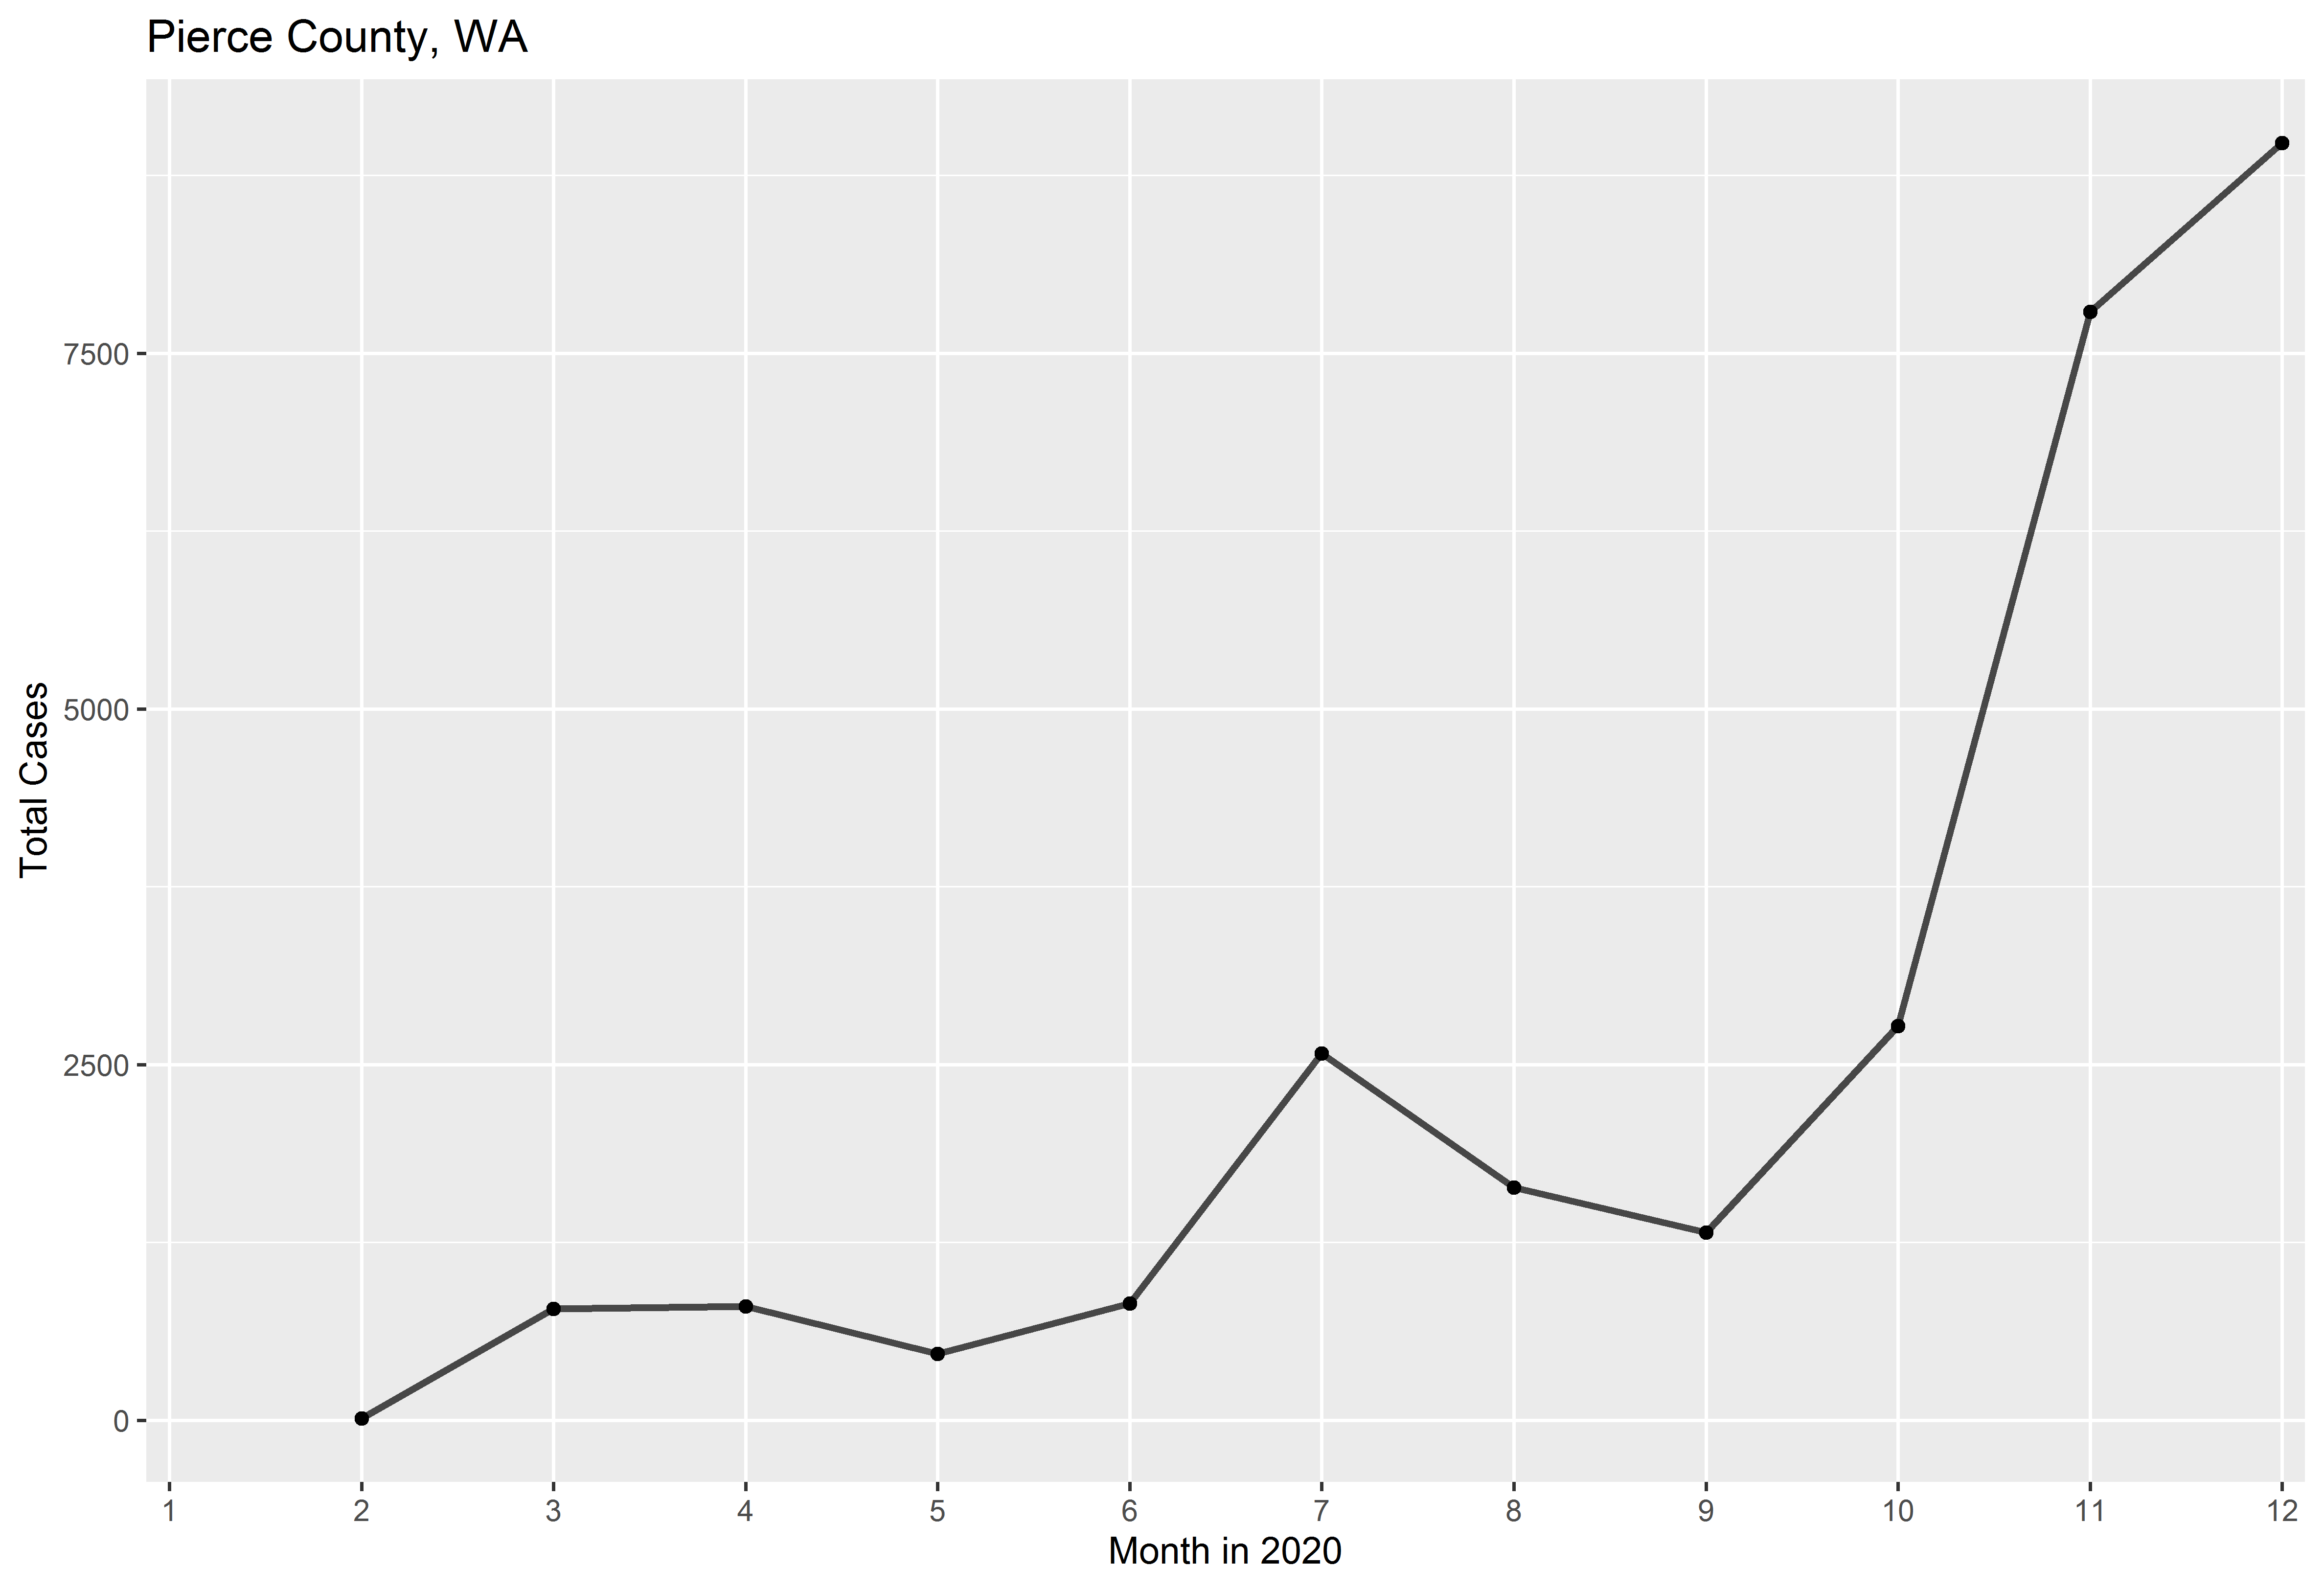 Pierce County, WA
Total Cases
7500
5000
2500
0
1 2 3 4 5 6 7 8 9 10 11 12
Month in 2020